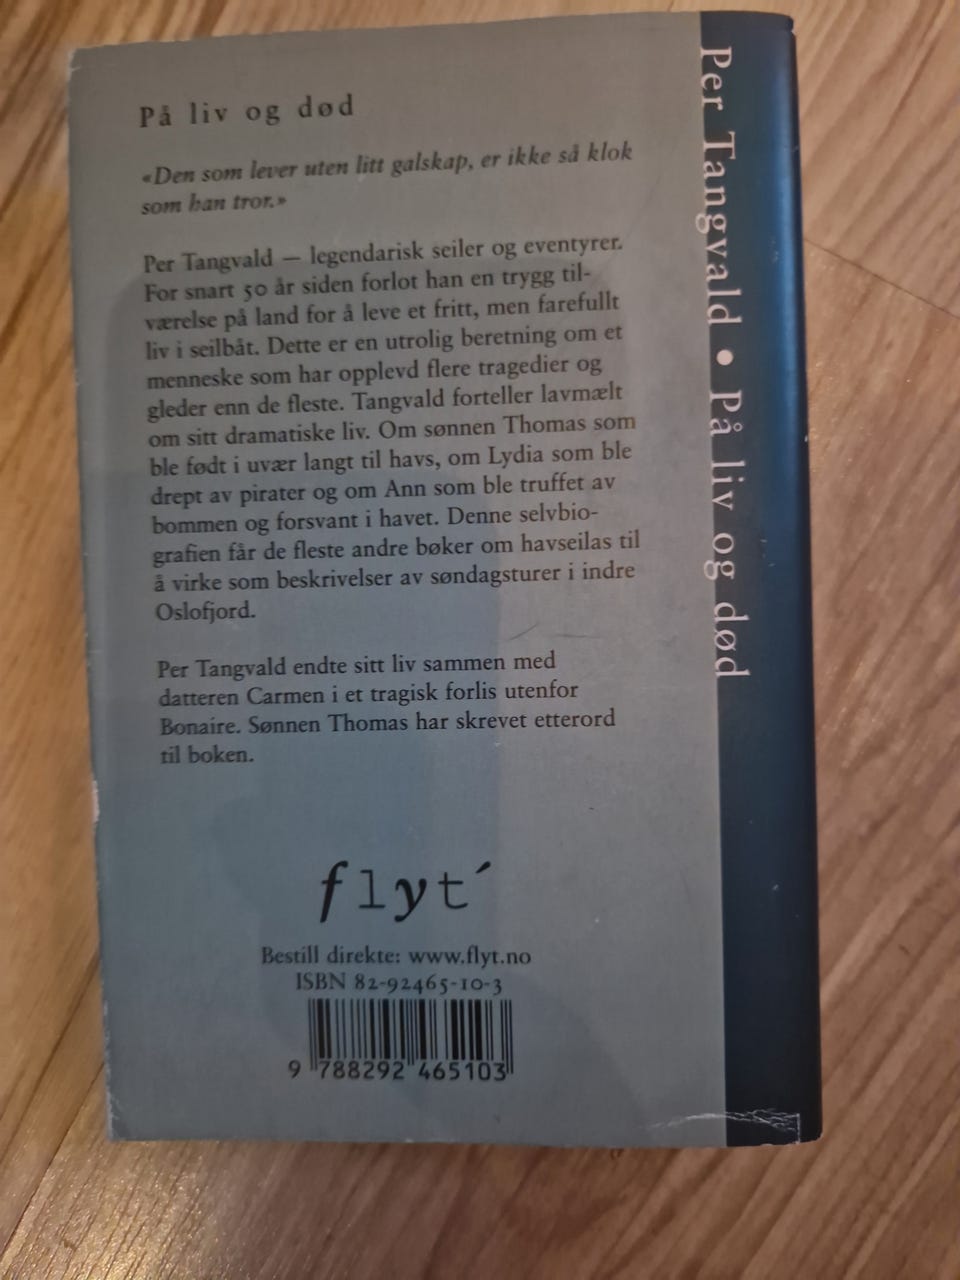 På liv og død
«Den som lever uten litt galskap, er ikke så klok
som han tror.»
Per Tangvald — legendarisk seiler og eventyrer.
For snart 50 år siden forlot han en trygg til-
værelse på land for å leve et fritt, men farefullt
liv i seilbåt. Dette er en utrolig beretning om et
menneske som har opplevd flere tragedier og
gleder enn de fleste. Tangvald forteller lavmælt
om sitt dramatiske liv. Om sønnen Thomas som
ble født i uvær langt til havs, om Lydia som ble
drept av pirater og om Ann som ble truffet av
bommen og forsvant i havet. Denne selvbio-
grafien får de fleste andre bøker om havseilas til
å virke som beskrivelser av søndagsturer i indre
Oslofjord.
Per Tangvald endte sitt liv sammen med
datteren Carmen i et tragisk forlis utenfor
Bonaire. Sønnen Thomas har skrevet etterord
til boken.
flyt´
Bestill direkte: www.flyt.no
ISBN 82-92465-10-3
9 788292 465103
Per Tangvald • På liv og død